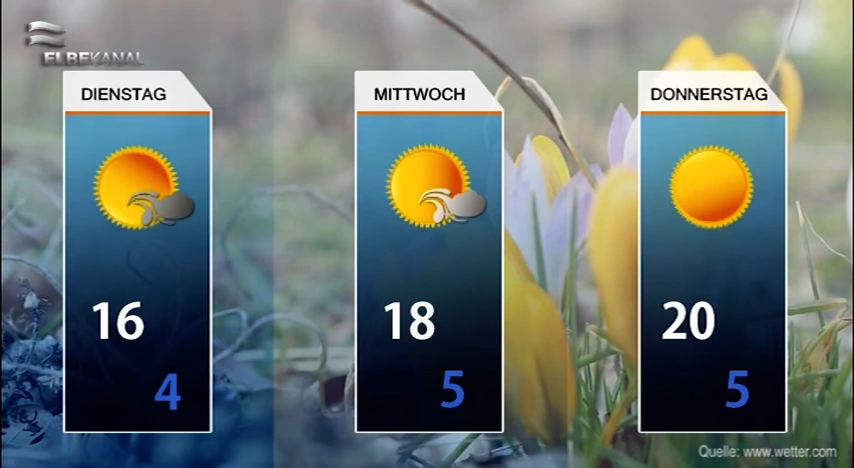 ELBEKANAL
DIENSTAG
MITTWOCH
DONNERSTAG
16
18
20
4
5
5
Quelle: www.wetter.com